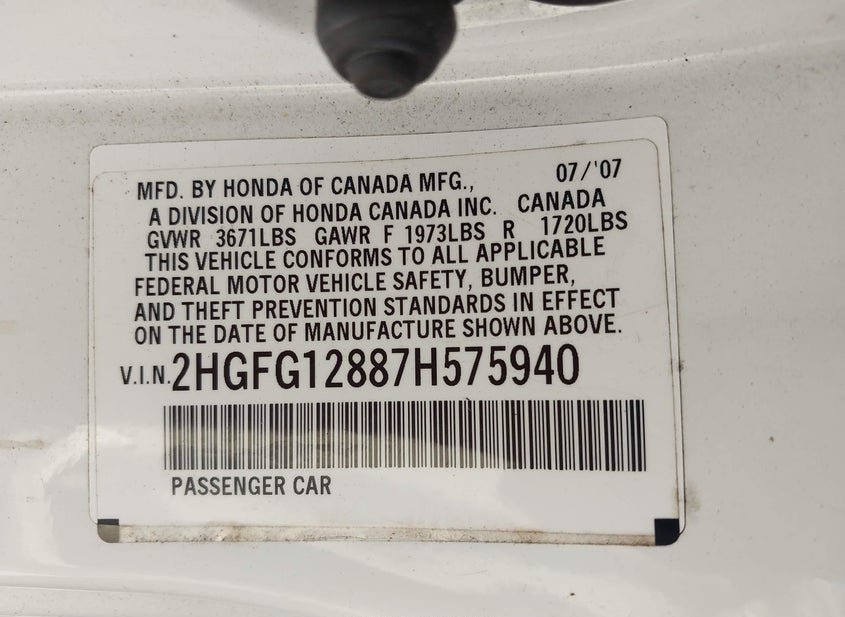 MFD. BY HONDA OF CANADA MFG., 07/'07
A DIVISION OF HONDA CANADA INC. CANADA
GVWR 3671LBS GAWR F 1973LBS R 1720LBS
THIS VEHICLE CONFORMS TO ALL APPLICABLE
FEDERAL MOTOR VEHICLE SAFETY, BUMPER,
AND THEFT PREVENTION STANDARDS IN EFFECT
ON THE DATE OF MANUFACTURE SHOWN ABOVE.
V.I.N. 2HGFG12887H575940
PASSENGER CAR